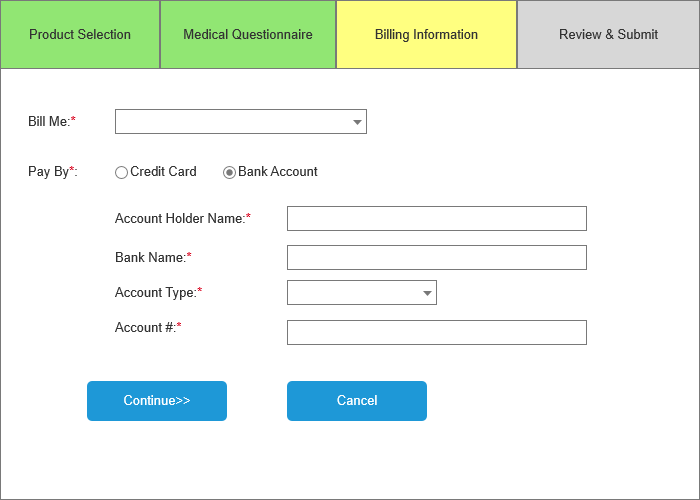 Product Selection
Medical Questionnaire
Billing Information
Review & Submit
Bill Me:*
Pay By*:
Credit Card
Bank Account
Account Holder Name:*
Bank Name:*
Account Type:*
Account #:*
Continue>>
Cancel